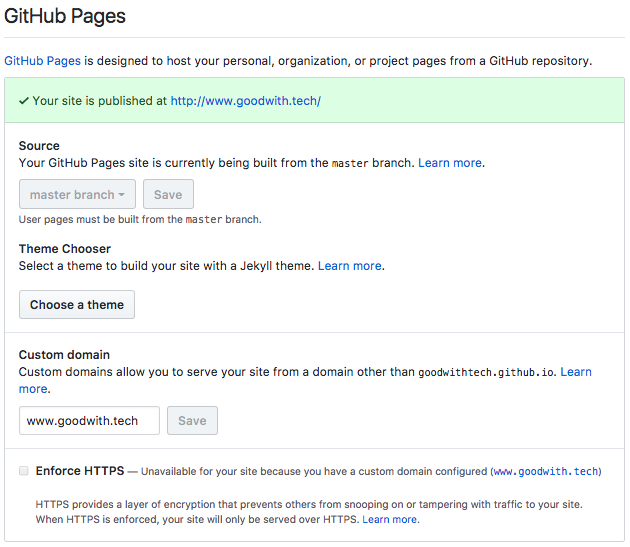 GitHub Pages
GitHub Pages is designed to host your personal, organization, or project pages from a GitHub repository.
✓ Your site is published at http://www.goodwith.tech/
Source
Your GitHub Pages site is currently being built from the master branch. Learn more.
master branch
Save
User pages must be built from the master branch.
Theme Chooser
Select a theme to build your site with a Jekyll theme. Learn more.
Choose a theme
Custom domain
Custom domains allow you to serve your site from a domain other than goodwithtech.github.io. Learn
more.
www.goodwith.tech
Save
Enforce HTTPS — Unavailable for your site because you have a custom domain configured (www.goodwith.tech)
HTTPS provides a layer of encryption that prevents others from snooping on or tampering with traffic to your site.
When HTTPS is enforced, your site will only be served over HTTPS. Learn more.